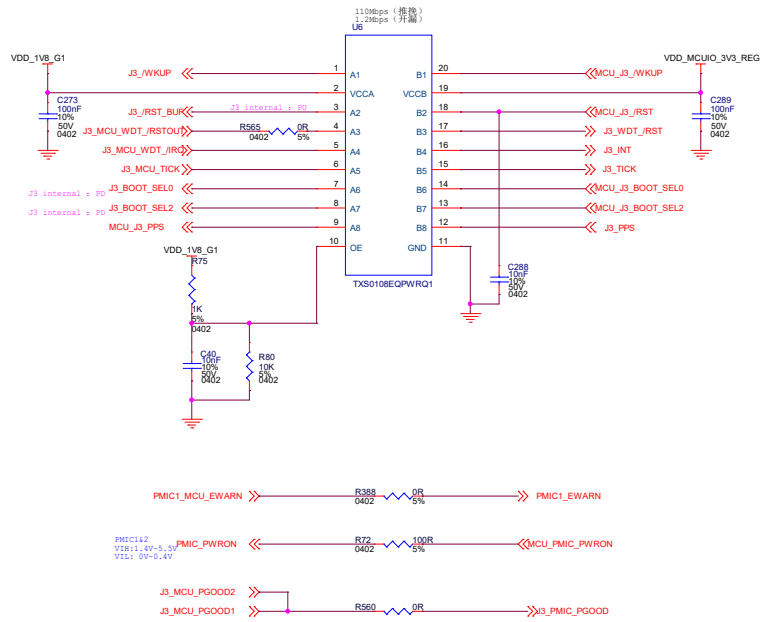 110Mbps（推挽）
1.2Mbps（开漏）
U6
VDD_1V8_G1
VDD_MCUIO_3V3_REG
J3_/WKUP
1
A1
B1
20
MCU_J3_/WKUP
2
VCCA
VCCB
19
C273
100nF
10%
50V
0402
C289
100nF
10%
50V
0402
J3_/RST_BUF
J3 internal : PU
3
A2
B2
18
MCU_J3_/RST
J3_MCU_WDT_/RSTOUT
R565
0R
0402
5%
4
A3
B3
17
J3_WDT_/RST
J3_MCU_WDT_/IRQ
5
A4
B4
16
J3_INT
J3_MCU_TICK
6
A5
B5
15
J3_TICK
J3 internal : PD
J3_BOOT_SEL0
7
A6
B6
14
MCU_J3_BOOT_SEL0
J3 internal : PD
J3_BOOT_SEL2
8
A7
B7
13
MCU_J3_BOOT_SEL2
MCU_J3_PPS
9
A8
B8
12
J3_PPS
10
OE
GND
11
VDD_1V8_G1
R75
1K
5%
0402
C288
10nF
10%
50V
0402
TXS0108EQPWRQ1
C40
10nF
10%
50V
0402
R80
10K
5%
0402
PMIC1_MCU_EWARN
R388
0R
0402
5%
PMIC1_EWARN
PMIC1&2
VIH:1.4V-5.5V
VIL: 0V-0.4V
PMIC_PWRON
R72
100R
0402
5%
MCU_PMIC_PWRON
J3_MCU_PGOOD2
J3_MCU_PGOOD1
R560
0R
J3_PMIC_PGOOD